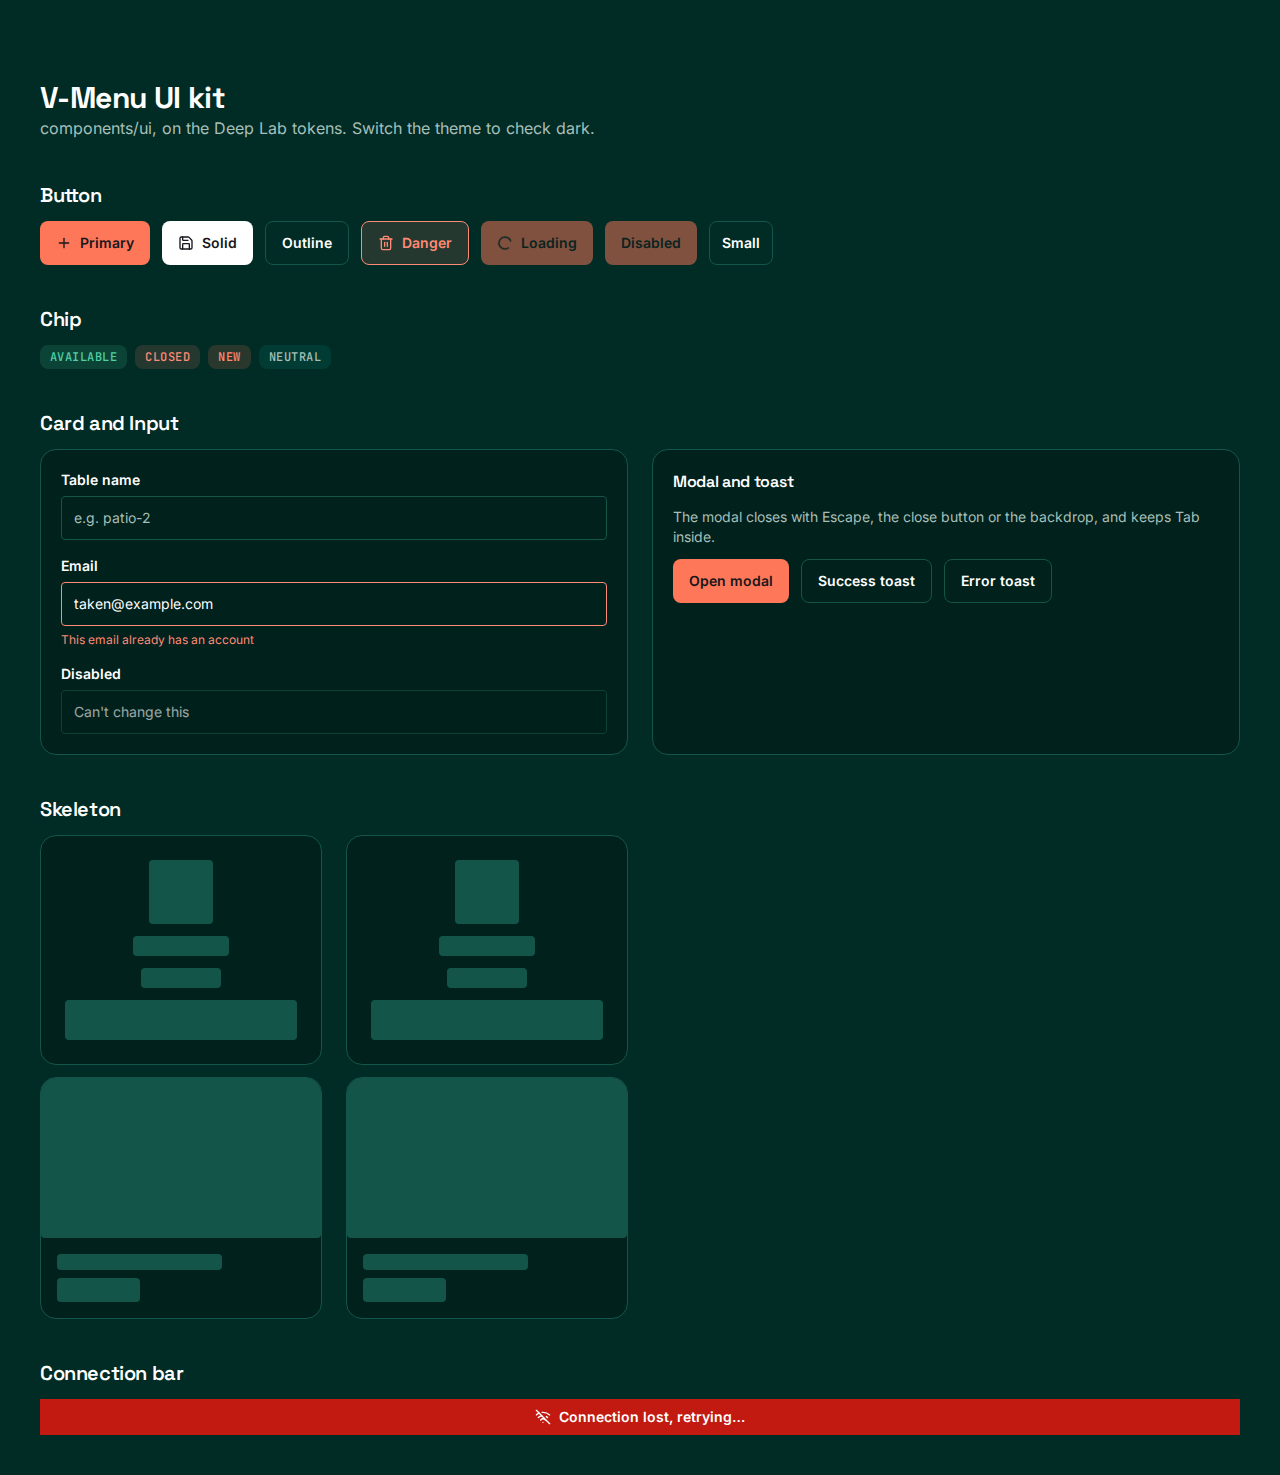 V-Menu UI kit
components/ui, on the Deep Lab tokens. Switch the theme to check dark.
Button
Primary
Solid
Outline
Danger
Loading
Disabled
Small
Chip
AVAILABLE
CLOSED
NEW
NEUTRAL
Card and Input
Table name
e.g. patio-2
Email
taken@example.com
This email already has an account
Disabled
Can't change this
Modal and toast
The modal closes with Escape, the close button or the backdrop, and keeps Tab
inside.
Open modal
Success toast
Error toast
Skeleton
Connection bar
Connection lost, retrying...